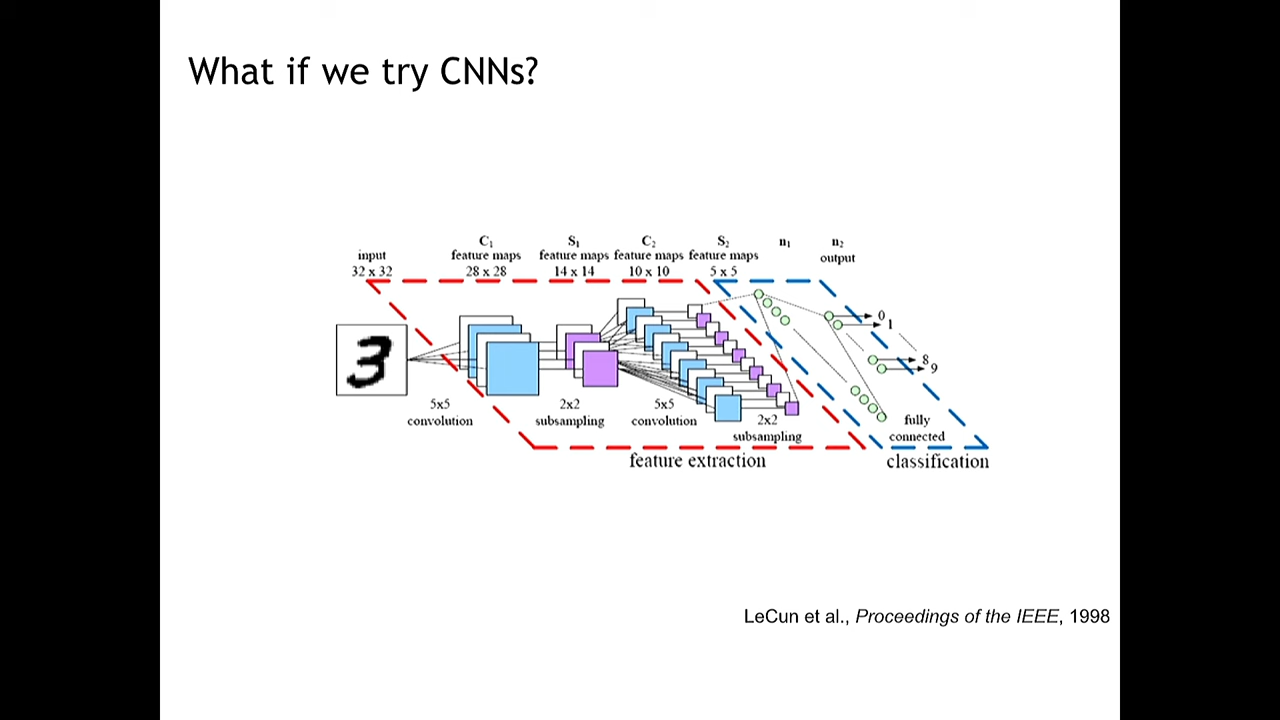 What if we try CNNs?
input
32 x 32
C1
feature maps
28 x 28
S1
feature maps
14 x 14
C2
feature maps
10 x 10
S2
feature maps
5 x 5
n1
n2
output
3
0
1
8
9
5x5
convolution
2x2
subsampling
5x5
convolution
2x2
subsampling
fully
connected
feature extraction
classification
LeCun et al., Proceedings of the IEEE, 1998